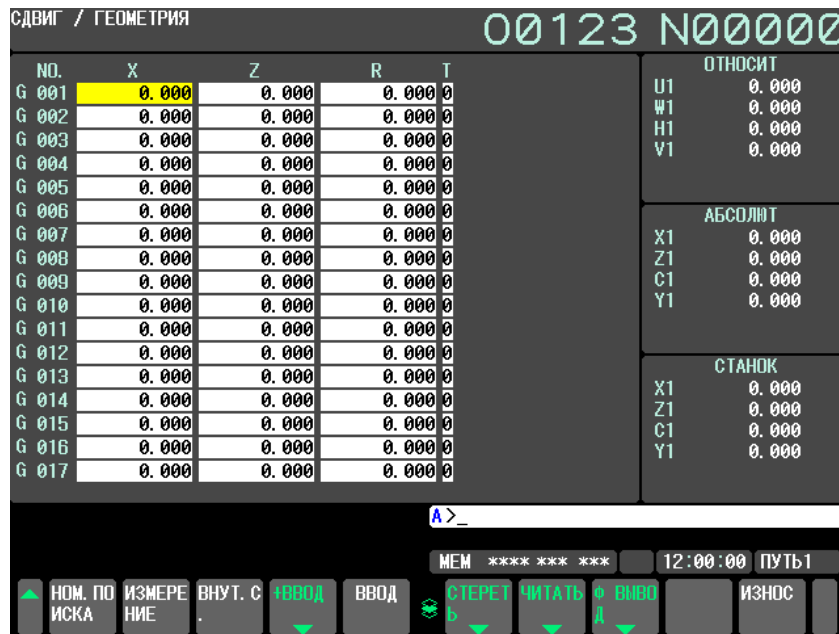 СДВИГ / ГЕОМЕТРИЯ
O0123 N00000
NO. X Z R T
G 001 0.000 0.000 0.000 0
G 002 0.000 0.000 0.000 0
G 003 0.000 0.000 0.000 0
G 004 0.000 0.000 0.000 0
G 005 0.000 0.000 0.000 0
G 006 0.000 0.000 0.000 0
G 007 0.000 0.000 0.000 0
G 008 0.000 0.000 0.000 0
G 009 0.000 0.000 0.000 0
G 010 0.000 0.000 0.000 0
G 011 0.000 0.000 0.000 0
G 012 0.000 0.000 0.000 0
G 013 0.000 0.000 0.000 0
G 014 0.000 0.000 0.000 0
G 015 0.000 0.000 0.000 0
G 016 0.000 0.000 0.000 0
G 017 0.000 0.000 0.000 0
ОТНОСИТ
U1 0.000
W1 0.000
H1 0.000
V1 0.000
АБСОЛЮТ
X1 0.000
Z1 0.000
C1 0.000
Y1 0.000
СТАНОК
X1 0.000
Z1 0.000
C1 0.000
Y1 0.000
A>_
MEM **** *** *** 12:00:00 ПУТЬ1
НОМ. ПО
ИСКА
ИЗМЕРЕ
НИЕ
ВНУТ. С
.
+ВВОД
ВВОД
СТЕРЕТ
Ь
ЧИТАТЬ
Ф ВЫВО
Д
ИЗНОС